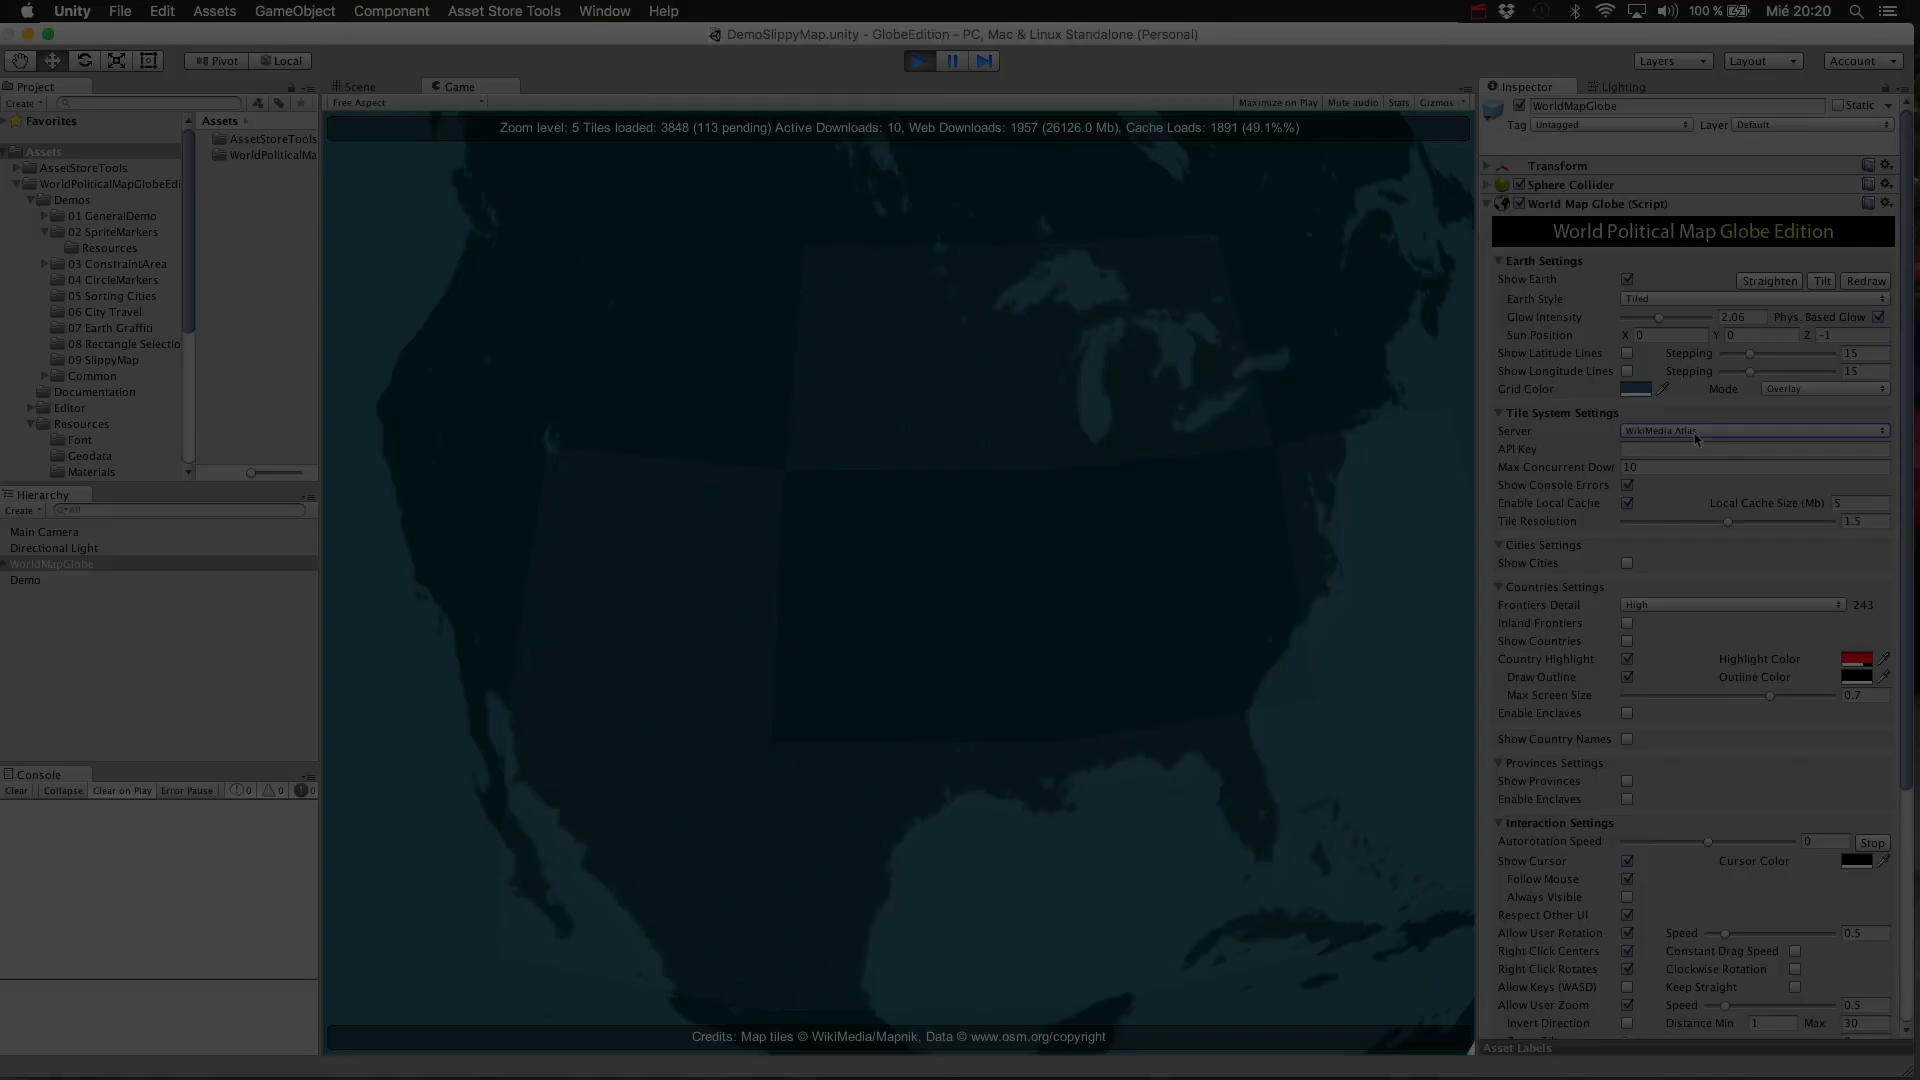 Unity File Edit Assets GameObject Component Asset Store Tools Window Help 100 % Mié 20:20
DemoSlippyMap.unity - GlobeEdition - PC, Mac & Linux Standalone (Personal)
Pivot Local Layers Layout Account
Project
Create
Favorites
Assets
AssetStoreTools
WorldPoliticalMapGlobeEdi
Demos
01 GeneralDemo
02 SpriteMarkers
Resources
03 ConstraintArea
04 CircleMarkers
05 Sorting Cities
06 City Travel
07 Earth Graffiti
08 Rectangle Selectio
09 SlippyMap
Common
Documentation
Editor
Resources
Font
Geodata
Materials
Assets
AssetStoreTools
WorldPoliticalMa
Hierarchy
Create All
Main Camera
Directional Light
WorldMapGlobe
Demo
Console
Clear Collapse Clear on Play Error Pause 0 0 0
Scene Game
Free Aspect Maximize on Play Mute audio Stats Gizmos
Zoom level: 5 Tiles loaded: 3848 (113 pending) Active Downloads: 10, Web Downloads: 1957 (26126.0 Mb), Cache Loads: 1891 (49.1%%)
Credits: Map tiles © WikiMedia/Mapnik, Data © www.osm.org/copyright
Inspector Lighting
WorldMapGlobe Static
Tag Untagged Layer Default
Transform
Sphere Collider
World Map Globe (Script)
World Political Map Globe Edition
Earth Settings
Show Earth Straighten Tilt Redraw
Earth Style Tiled
Glow Intensity 2.06 Phys. Based Glow
Sun Position X 0 Y 0 Z -1
Show Latitude Lines Stepping 15
Show Longitude Lines Stepping 15
Grid Color Mode Overlay
Tile System Settings
Server WikiMedia Atlas
API Key
Max Concurrent Dow 10
Show Console Errors
Enable Local Cache Local Cache Size (Mb) 5
Tile Resolution 1.5
Cities Settings
Show Cities
Countries Settings
Frontiers Detail High 243
Inland Frontiers
Show Countries
Country Highlight Highlight Color
Draw Outline Outline Color
Max Screen Size 0.7
Enable Enclaves
Show Country Names
Provinces Settings
Show Provinces
Enable Enclaves
Interaction Settings
Autorotation Speed 0 Stop
Show Cursor Cursor Color
Follow Mouse
Always Visible
Respect Other UI
Allow User Rotation Speed 0.5
Right Click Centers Constant Drag Speed
Right Click Rotates Clockwise Rotation
Allow Keys (WASD) Keep Straight
Allow User Zoom Speed 0.5
Invert Direction Distance Min 1 Max 30
Asset Labels